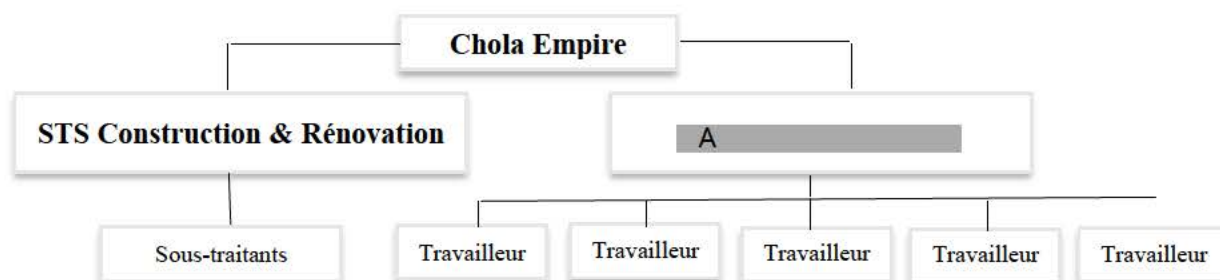 Chola Empire
STS Construction & Rénovation
A
Sous-traitants
Travailleur
Travailleur
Travailleur
Travailleur
Travailleur